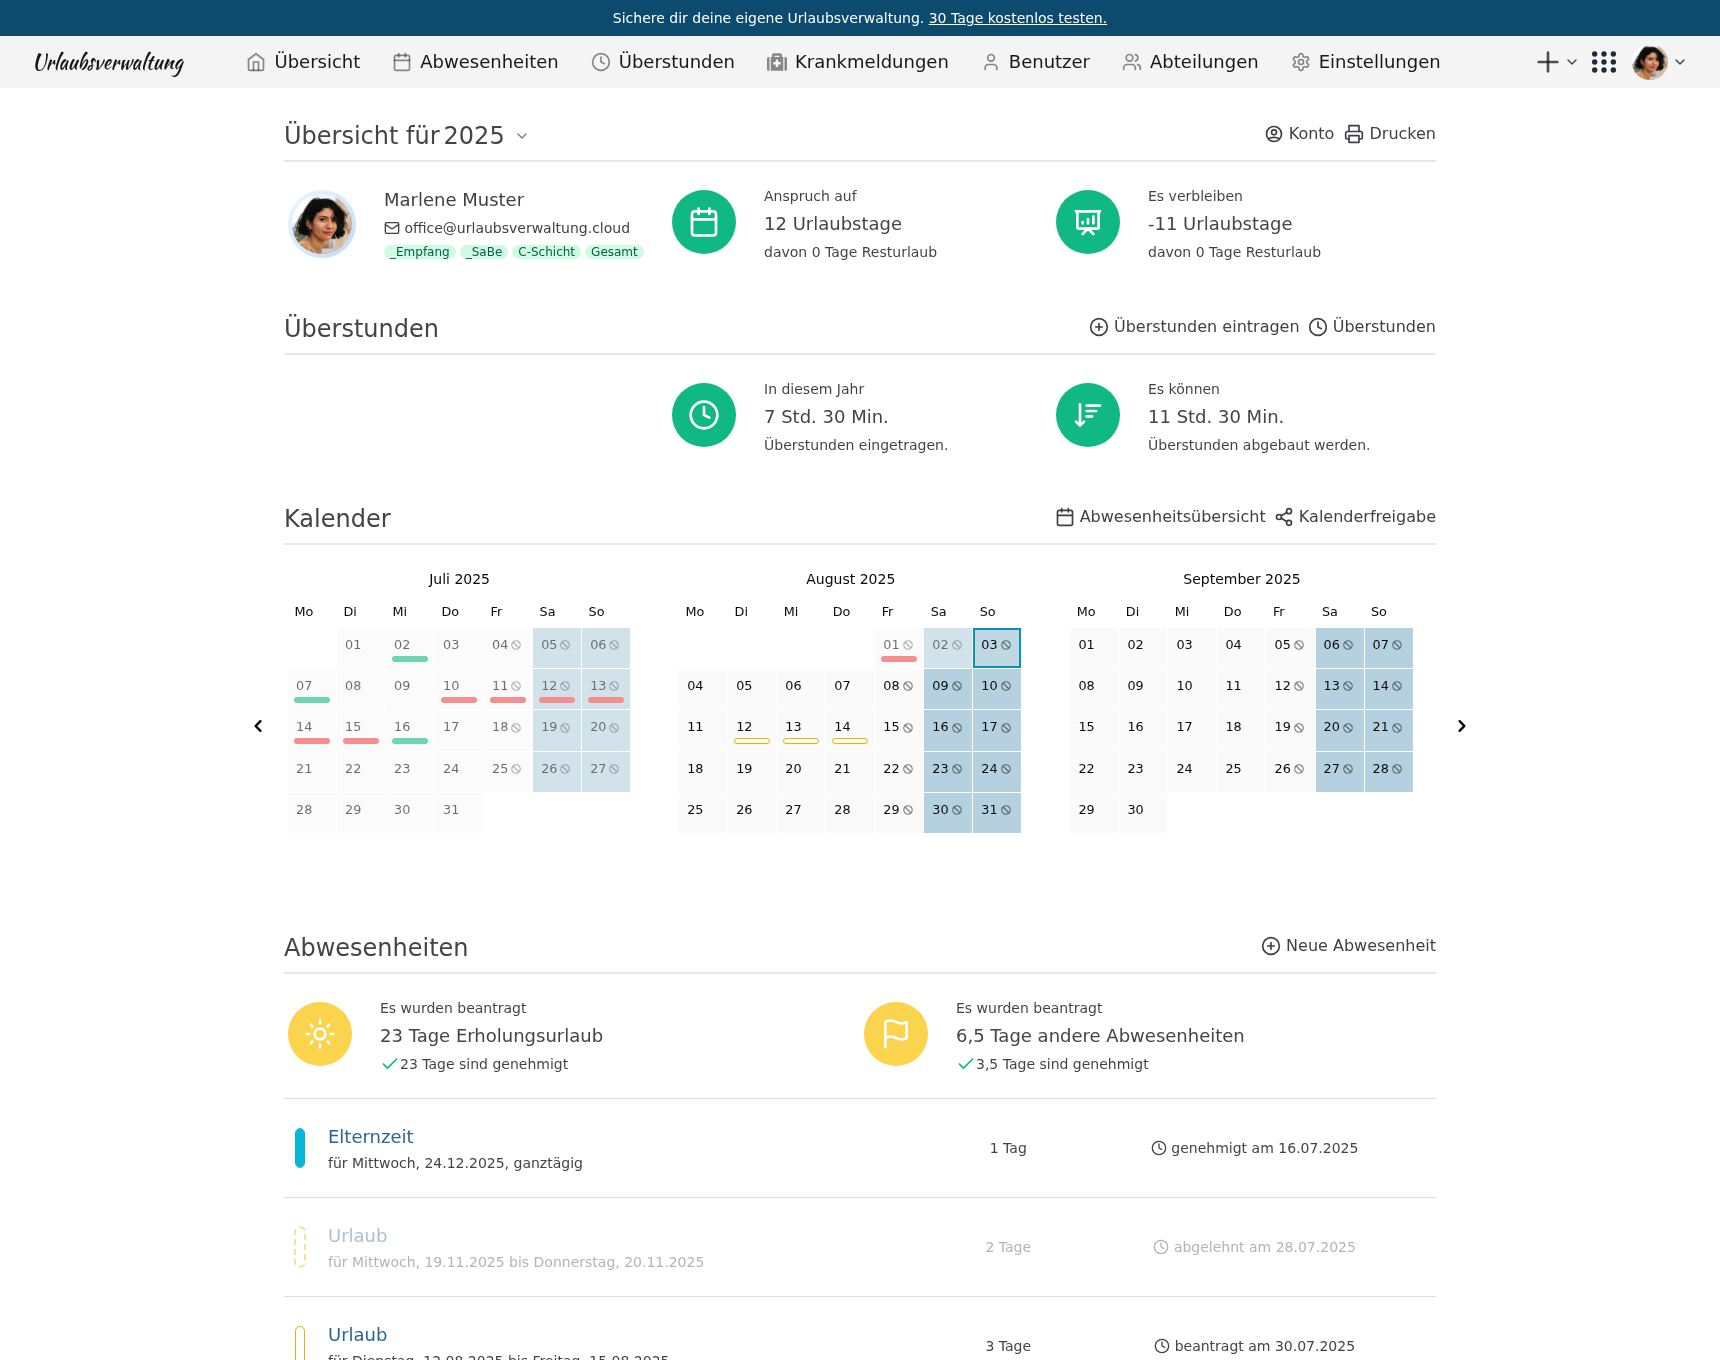 Sichere dir deine eigene Urlaubsverwaltung. 30 Tage kostenlos testen.
Urlaubsverwaltung Übersicht Abwesenheiten Überstunden Krankmeldungen Benutzer Abteilungen Einstellungen
Übersicht für 2025 Konto Drucken
Marlene Muster
office@urlaubsverwaltung.cloud
_Empfang _SaBe C-Schicht Gesamt
Anspruch auf
12 Urlaubstage
davon 0 Tage Resturlaub
Es verbleiben
-11 Urlaubstage
davon 0 Tage Resturlaub
Überstunden Überstunden eintragen Überstunden
In diesem Jahr
7 Std. 30 Min.
Überstunden eingetragen.
Es können
11 Std. 30 Min.
Überstunden abgebaut werden.
Kalender Abwesenheitsübersicht Kalenderfreigabe
Juli 2025
Mo Di Mi Do Fr Sa So
01 02 03 04 05 06
07 08 09 10 11 12 13
14 15 16 17 18 19 20
21 22 23 24 25 26 27
28 29 30 31
August 2025
Mo Di Mi Do Fr Sa So
01 02 03
04 05 06 07 08 09 10
11 12 13 14 15 16 17
18 19 20 21 22 23 24
25 26 27 28 29 30 31
September 2025
Mo Di Mi Do Fr Sa So
01 02 03 04 05 06 07
08 09 10 11 12 13 14
15 16 17 18 19 20 21
22 23 24 25 26 27 28
29 30
Abwesenheiten Neue Abwesenheit
Es wurden beantragt
23 Tage Erholungsurlaub
23 Tage sind genehmigt
Es wurden beantragt
6,5 Tage andere Abwesenheiten
3,5 Tage sind genehmigt
Elternzeit
für Mittwoch, 24.12.2025, ganztägig
1 Tag
genehmigt am 16.07.2025
Urlaub
für Mittwoch, 19.11.2025 bis Donnerstag, 20.11.2025
2 Tage
abgelehnt am 28.07.2025
Urlaub
für Dienstag, 12.08.2025 bis Freitag, 15.08.2025
3 Tage
beantragt am 30.07.2025